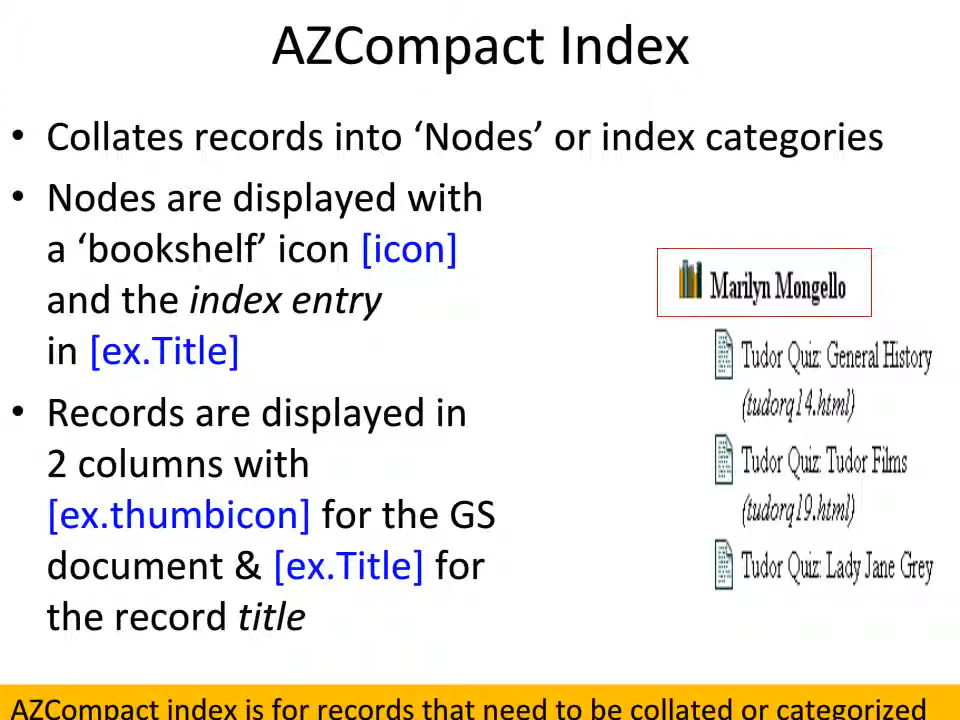 AZCompact Index
• Collates records into ‘Nodes’ or index categories
• Nodes are displayed with
a ‘bookshelf’ icon [icon]
and the index entry
in [ex.Title]
• Records are displayed in
2 columns with
[ex.thumbicon] for the GS
document & [ex.Title] for
the record title
Marilyn Mongello
Tudor Quiz: General History
(tudorq14.html)
Tudor Quiz: Tudor Films
(tudorq19.html)
Tudor Quiz: Lady Jane Grey
AZCompact index is for records that need to be collated or categorized